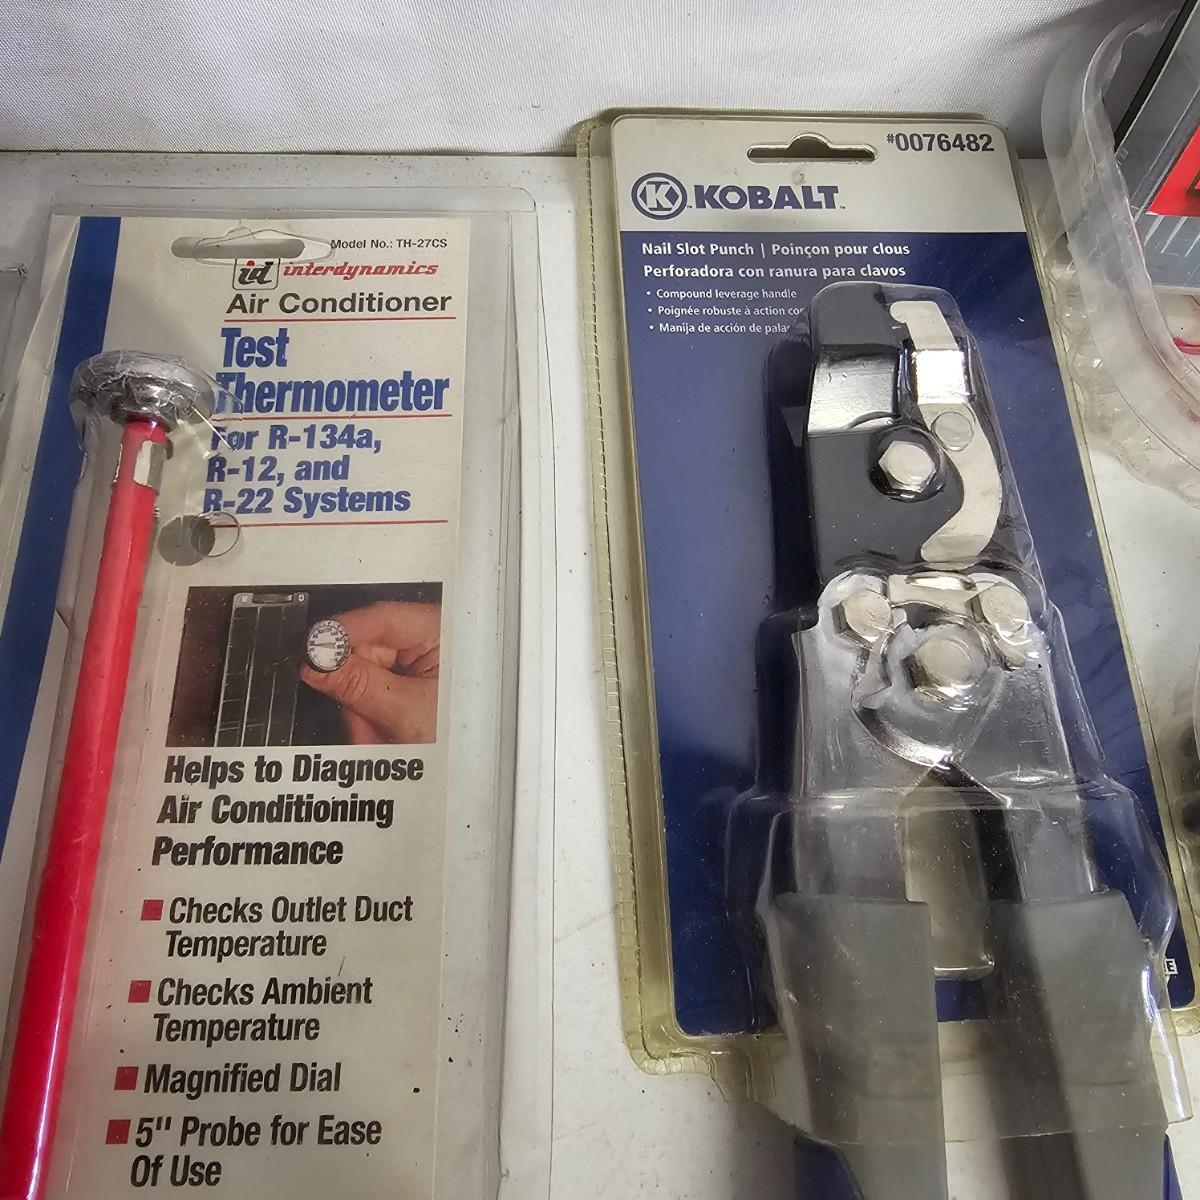 Model No.: TH-27CS
id interdynamics
Air Conditioner
Test
Thermometer
For R-134a,
R-12, and
R-22 Systems
Helps to Diagnose
Air Conditioning
Performance
Checks Outlet Duct
Temperature
Checks Ambient
Temperature
Magnified Dial
5" Probe for Ease
Of Use
#0076482
K KOBALT
Nail Slot Punch | Poinçon pour clous
Perforadora con ranura para clavos
• Compound leverage handle
• Poignée robuste à action
• Manija de acción de